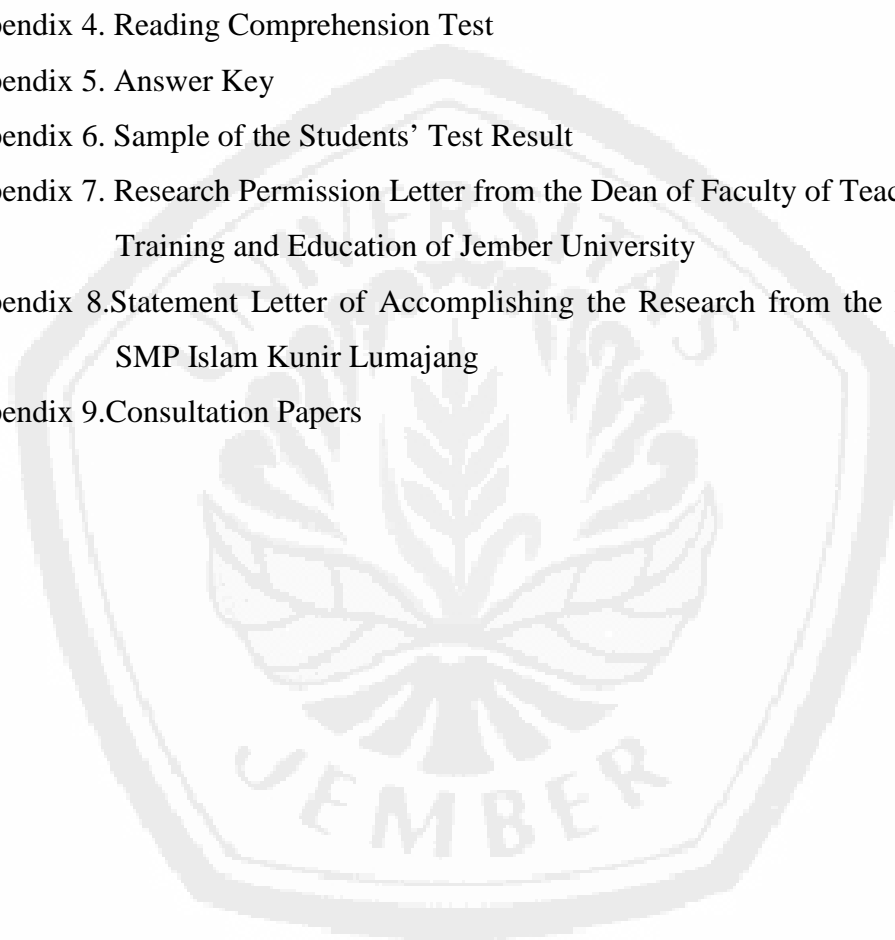 pendix 4. Reading Comprehension Test
pendix 5. Answer Key
pendix 6. Sample of the Students’ Test Result
pendix 7. Research Permission Letter from the Dean of Faculty of Teac
Training and Education of Jember University
pendix 8.Statement Letter of Accomplishing the Research from the
SMP Islam Kunir Lumajang
pendix 9.Consultation Papers
UNIVERSITAS
JEMBER